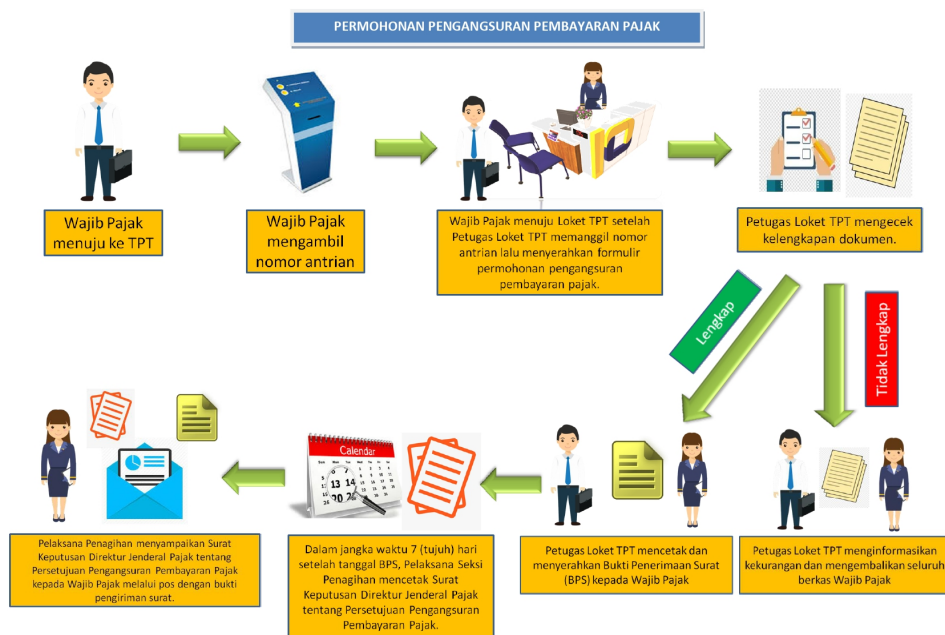 PERMOHONAN PENGANGSURAN PEMBAYARAN PAJAK
Wajib Pajak
menuju ke TPT
Wajib Pajak
mengambil
nomor antrian
Wajib Pajak menuju Loket TPT setelah
Petugas Loket TPT memanggil nomor
antrian lalu menyerahkan formulir
permohonan pengangsuran
pembayaran pajak.
Petugas Loket TPT mengecek
kelengkapan dokumen.
Lengkap
Tidak Lengkap
Petugas Loket TPT menginformasikan
kekurangan dan mengembalikan seluruh
berkas Wajib Pajak
Petugas Loket TPT mencetak dan
menyerahkan Bukti Penerimaan Surat
(BPS) kepada Wajib Pajak
Calendar
13 14
Dalam jangka waktu 7 (tujuh) hari
setelah tanggal BPS, Pelaksana Seksi
Penagihan mencetak Surat
Keputusan Direktur Jenderal Pajak
tentang Persetujuan Pengangsuran
Pembayaran Pajak.
Pelaksana Penagihan menyampaikan Surat
Keputusan Direktur Jenderal Pajak tentang
Persetujuan Pengangsuran Pembayaran Pajak
kepada Wajib Pajak melalui pos dengan bukti
pengiriman surat.